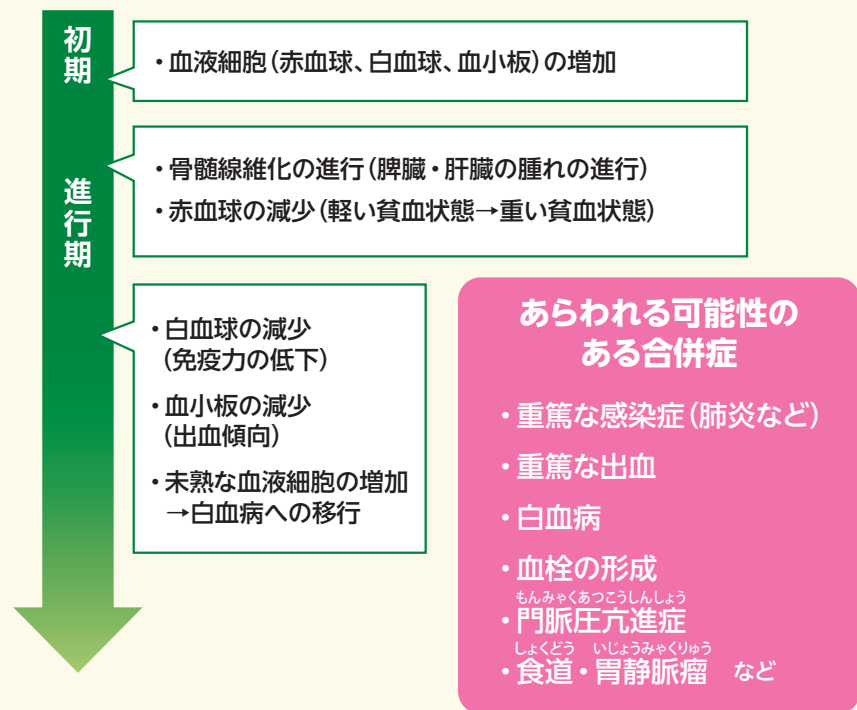 初期
・血液細胞（赤血球、白血球、血小板）の増加
進行期
・骨髄線維化の進行（脾臓・肝臓の腫れの進行）
・赤血球の減少（軽い貧血状態→重い貧血状態）
・白血球の減少
（免疫力の低下）
・血小板の減少
（出血傾向）
・未熟な血液細胞の増加
→白血病への移行
あらわれる可能性の
ある合併症
・重篤な感染症（肺炎など）
・重篤な出血
・白血病
・血栓の形成
もんみゃくあつこうしんしょう
・門脈圧亢進症
しょくどう いじょうみゃくりゅう
・食道・胃静脈瘤 など